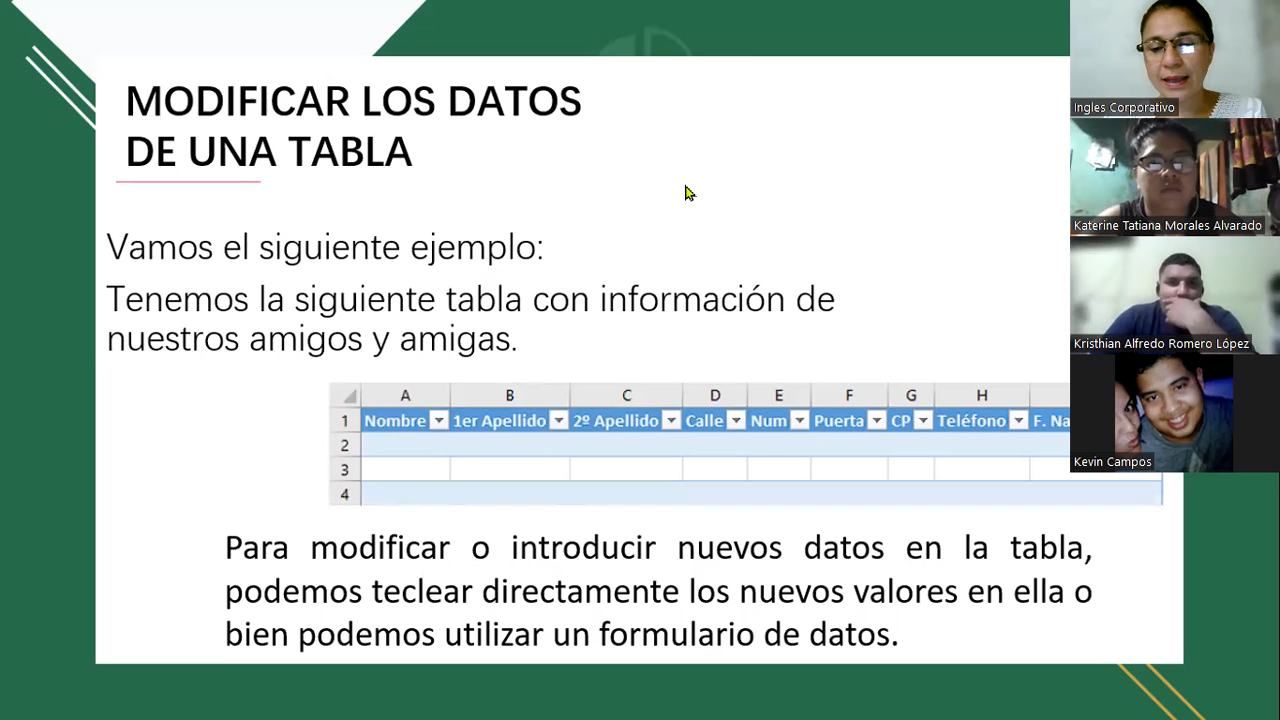 MODIFICAR LOS DATOS
DE UNA TABLA
Vamos el siguiente ejemplo:
Tenemos la siguiente tabla con información de
nuestros amigos y amigas.
A B C D E F G H
1 Nombre 1er Apellido 2º Apellido Calle Num Puerta CP Teléfono F. Na
2
3
4
Para modificar o introducir nuevos datos en la tabla,
podemos teclear directamente los nuevos valores en ella o
bien podemos utilizar un formulario de datos.
Ingles Corporativo
Katerine Tatiana Morales Alvarado
Kristhian Alfredo Romero López
Kevin Campos